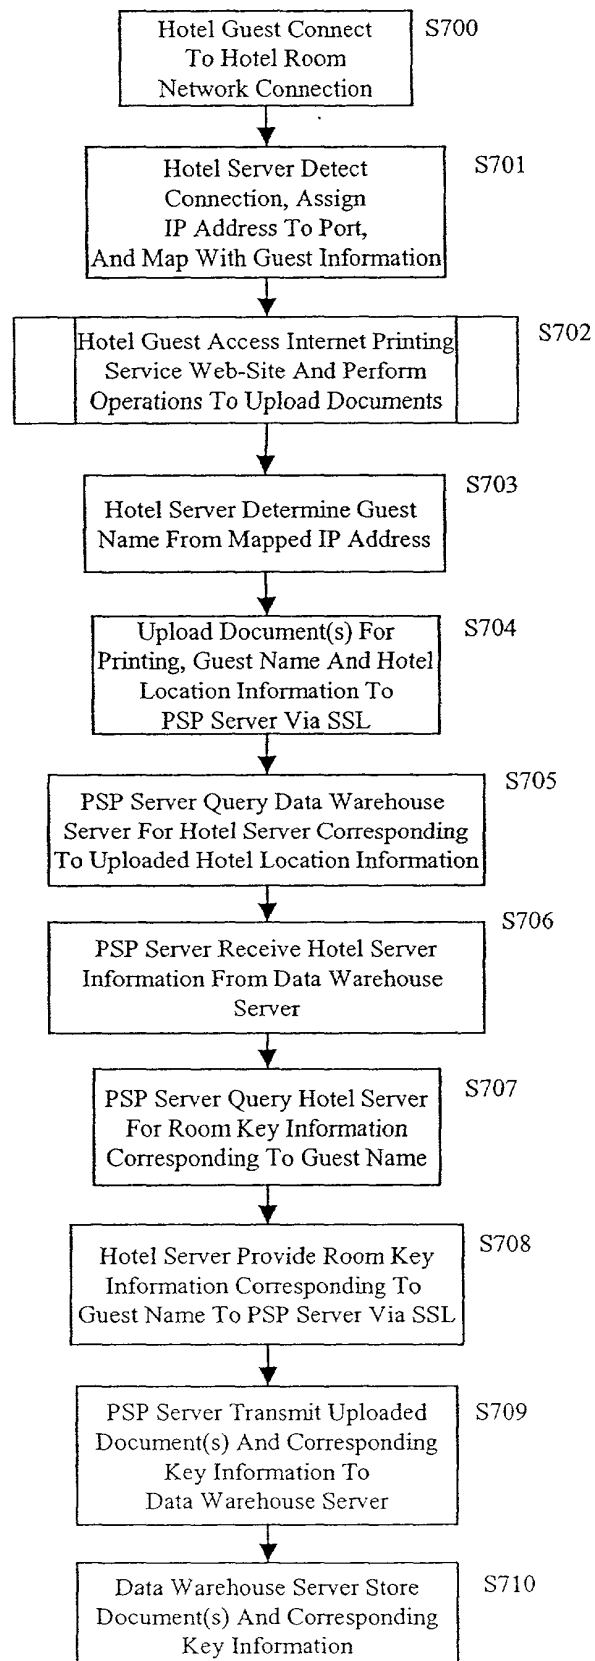 Hotel Guest Connect
To Hotel Room
Network Connection
S700
Hotel Server Detect
Connection, Assign
IP Address To Port,
And Map With Guest Information
S701
Hotel Guest Access Internet Printing
Service Web-Site And Perform
Operations To Upload Documents
S702
Hotel Server Determine Guest
Name From Mapped IP Address
S703
Upload Document(s) For
Printing, Guest Name And Hotel
Location Information To
PSP Server Via SSL
S704
PSP Server Query Data Warehouse
Server For Hotel Server Corresponding
To Uploaded Hotel Location Information
S705
PSP Server Receive Hotel Server
Information From Data Warehouse
Server
S706
PSP Server Query Hotel Server
For Room Key Information
Corresponding To Guest Name
S707
Hotel Server Provide Room Key
Information Corresponding To
Guest Name To PSP Server Via SSL
S708
PSP Server Transmit Uploaded
Document(s) And Corresponding
Key Information To
Data Warehouse Server
S709
Data Warehouse Server Store
Document(s) And Corresponding
Key Information
S710